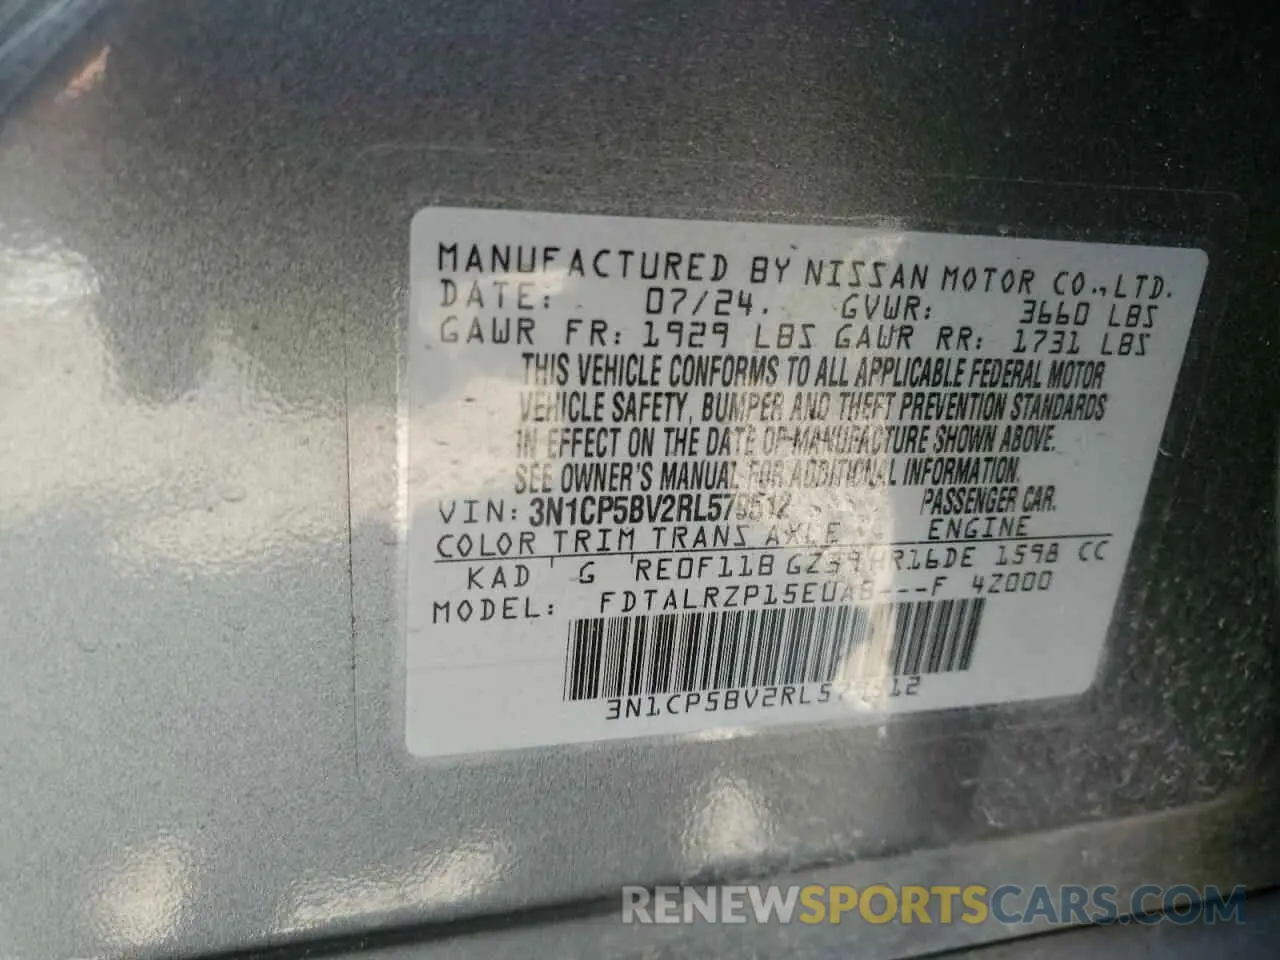 MANUFACTURED BY NISSAN MOTOR CO., LTD.
DATE: 07/24. GVWR: 3660 LBS
GAWR FR: 1929 LBS GAWR RR: 1731 LBS
THIS VEHICLE CONFORMS TO ALL APPLICABLE FEDERAL MOTOR
VEHICLE SAFETY, BUMPER AND THEFT PREVENTION STANDARDS
IN EFFECT ON THE DATE OF MANUFACTURE SHOWN ABOVE.
SEE OWNER'S MANUAL FOR ADDITIONAL INFORMATION.
VIN: PASSENGER CAR.
COLOR TRIM TRANS AXLE ENGINE
KAD G RE0F11B HR16DE 1598 CC
MODEL: FDTALRZP15EUA8---F 4Z000
RENEWSPORTSCARS.COM